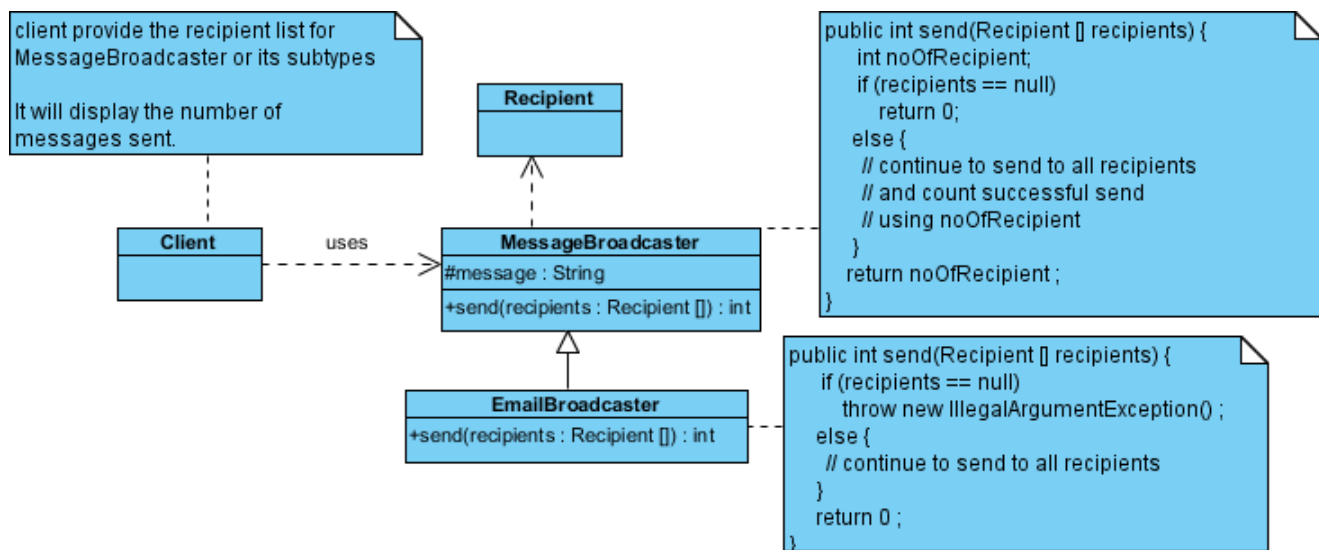 client provide the recipient list for
MessageBroadcaster or its subtypes
It will display the number of
messages sent.
Recipient
public int send(Recipient [] recipients) {
int noOfRecipient;
if (recipients == null)
return 0;
else {
// continue to send to all recipients
// and count successful send
// using noOfRecipient
}
return noOfRecipient ;
}
Client
uses
MessageBroadcaster
#message : String
+send(recipients : Recipient []) : int
EmailBroadcaster
+send(recipients : Recipient []) : int
public int send(Recipient [] recipients) {
if (recipients == null)
throw new IllegalArgumentException() ;
else {
// continue to send to all recipients
}
return 0 ;
}